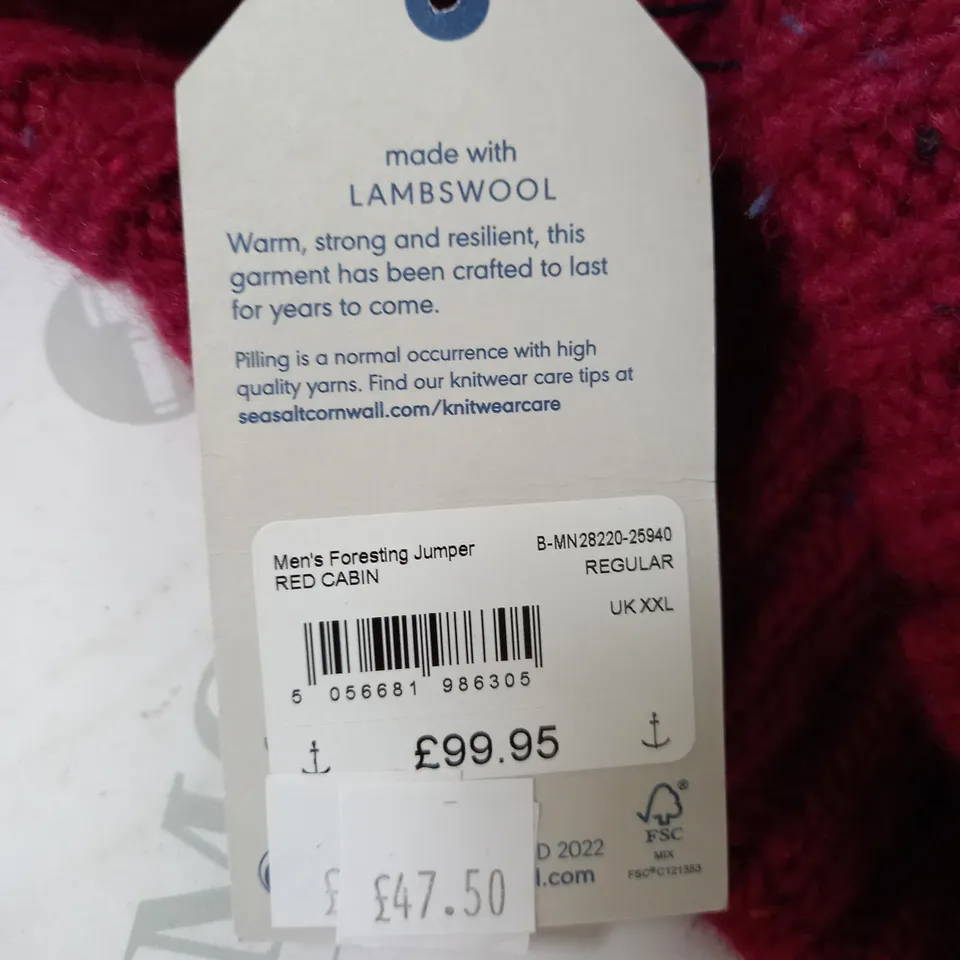 made with
LAMBSWOOL
Warm, strong and resilient, this
garment has been crafted to last
for years to come.
Pilling is a normal occurrence with high
quality yarns. Find our knitwear care tips at
seasaltcornwall.com/knitwearcare
Men's Foresting Jumper
RED CABIN
B-MN28220-25940
REGULAR
UK XXL
5 056681 986305
£99.95
£
£47.50
D 2022
l.com
FSC®
MIX
FSC® C121353